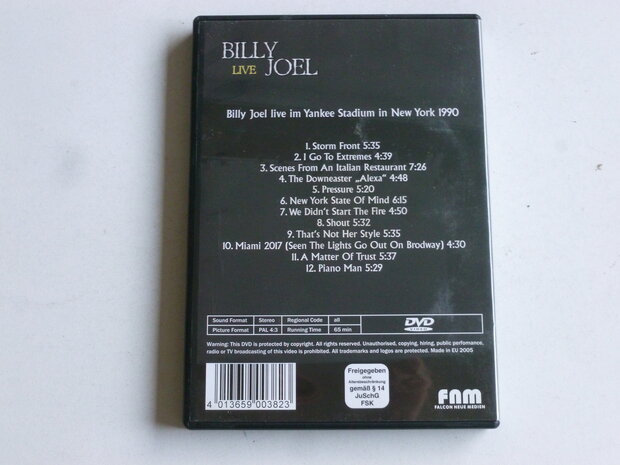 BILLY
LIVE JOEL
Billy Joel live im Yankee Stadium in New York 1990
1. Storm Front 5:35
2. I Go To Extremes 4:39
3. Scenes From An Italian Restaurant 7:26
4. The Downeaster „Alexa“ 4:48
5. Pressure 5:20
6. New York State Of Mind 6:15
7. We Didn't Start The Fire 4:50
8. Shout 5:32
9. That's Not Her Style 5:35
10. Miami 2017 (Seen The Lights Go Out On Brodway) 4:30
11. A Matter Of Trust 5:37
12. Piano Man 5:29
Sound Format Stereo Regional Code all
Picture Format PAL 4:3 Running Time 65 min
DVD
VIDEO
Warning: This DVD is protected by copyright. All rights reserved. Unauthorised, copying, hiring, public perfomance,
radio or TV broadcasting of this video is prohibited. All trademarks and logos are protected. Made in EU 2005
4 013659 003823
Freigegeben
ohne
Altersbeschränkung
gemäß § 14
JuSchG
FSK
fnm
FALCON NEUE MEDIEN